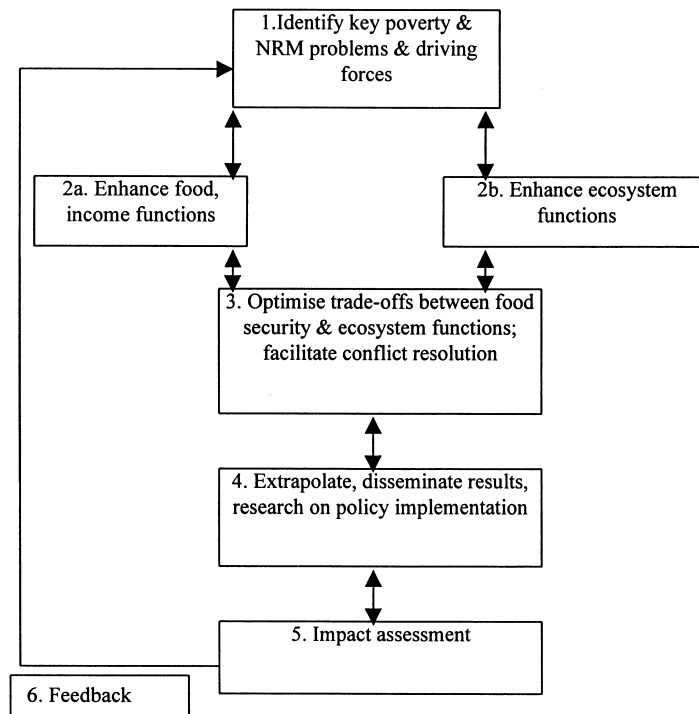 1.Identify key poverty &
NRM problems & driving
forces
2a. Enhance food,
income functions
2b. Enhance ecosystem
functions
3. Optimise trade-offs between food
security & ecosystem functions;
facilitate conflict resolution
4. Extrapolate, disseminate results,
research on policy implementation
5. Impact assessment
6. Feedback